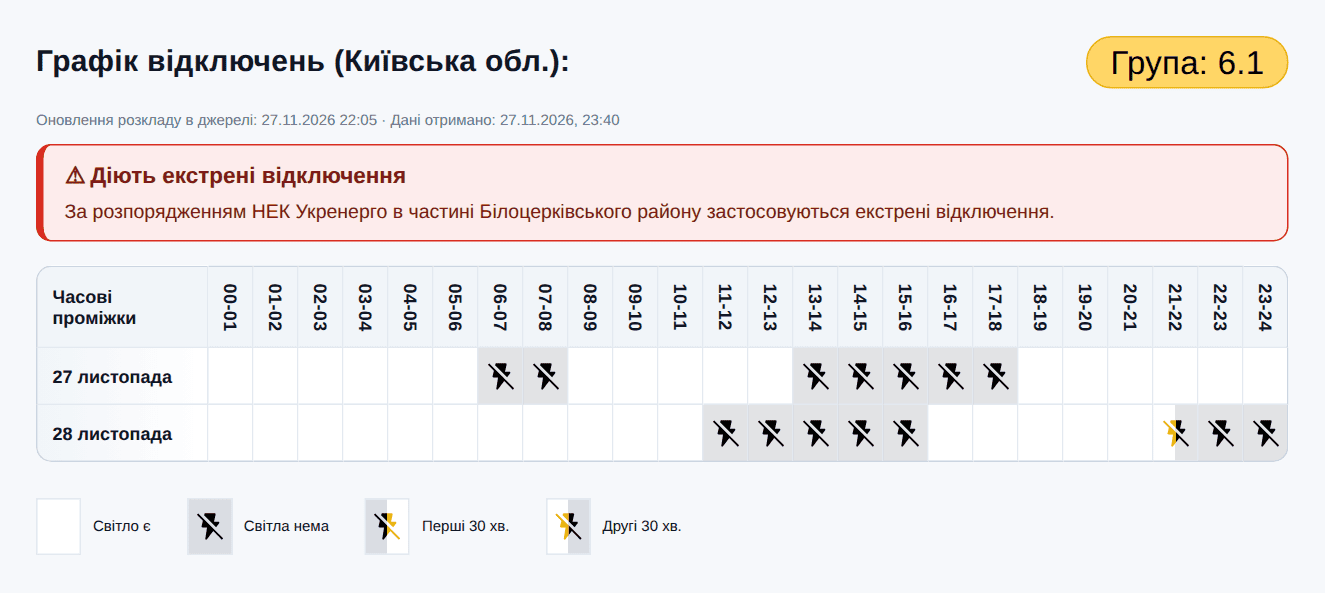 Графік відключень (Київська обл.):
Група: 6.1
Оновлення розкладу в джерелі: 27.11.2026 22:05 · Дані отримано: 27.11.2026, 23:40
⚠ Діють екстрені відключення
За розпорядженням НЕК Укренерго в частині Білоцерківського району застосовуються екстрені відключення.
Часові
проміжки
00-01
01-02
02-03
03-04
04-05
05-06
06-07
07-08
08-09
09-10
10-11
11-12
12-13
13-14
14-15
15-16
16-17
17-18
18-19
19-20
20-21
21-22
22-23
23-24
27 листопада
28 листопада
Світло є
Світла нема
Перші 30 хв.
Другі 30 хв.